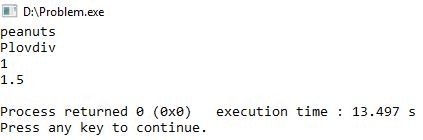 D:\Problem.exe
peanuts
Plovdiv
1
1.5
Process returned 0 (0x0)   execution time : 13.497 s
Press any key to continue.